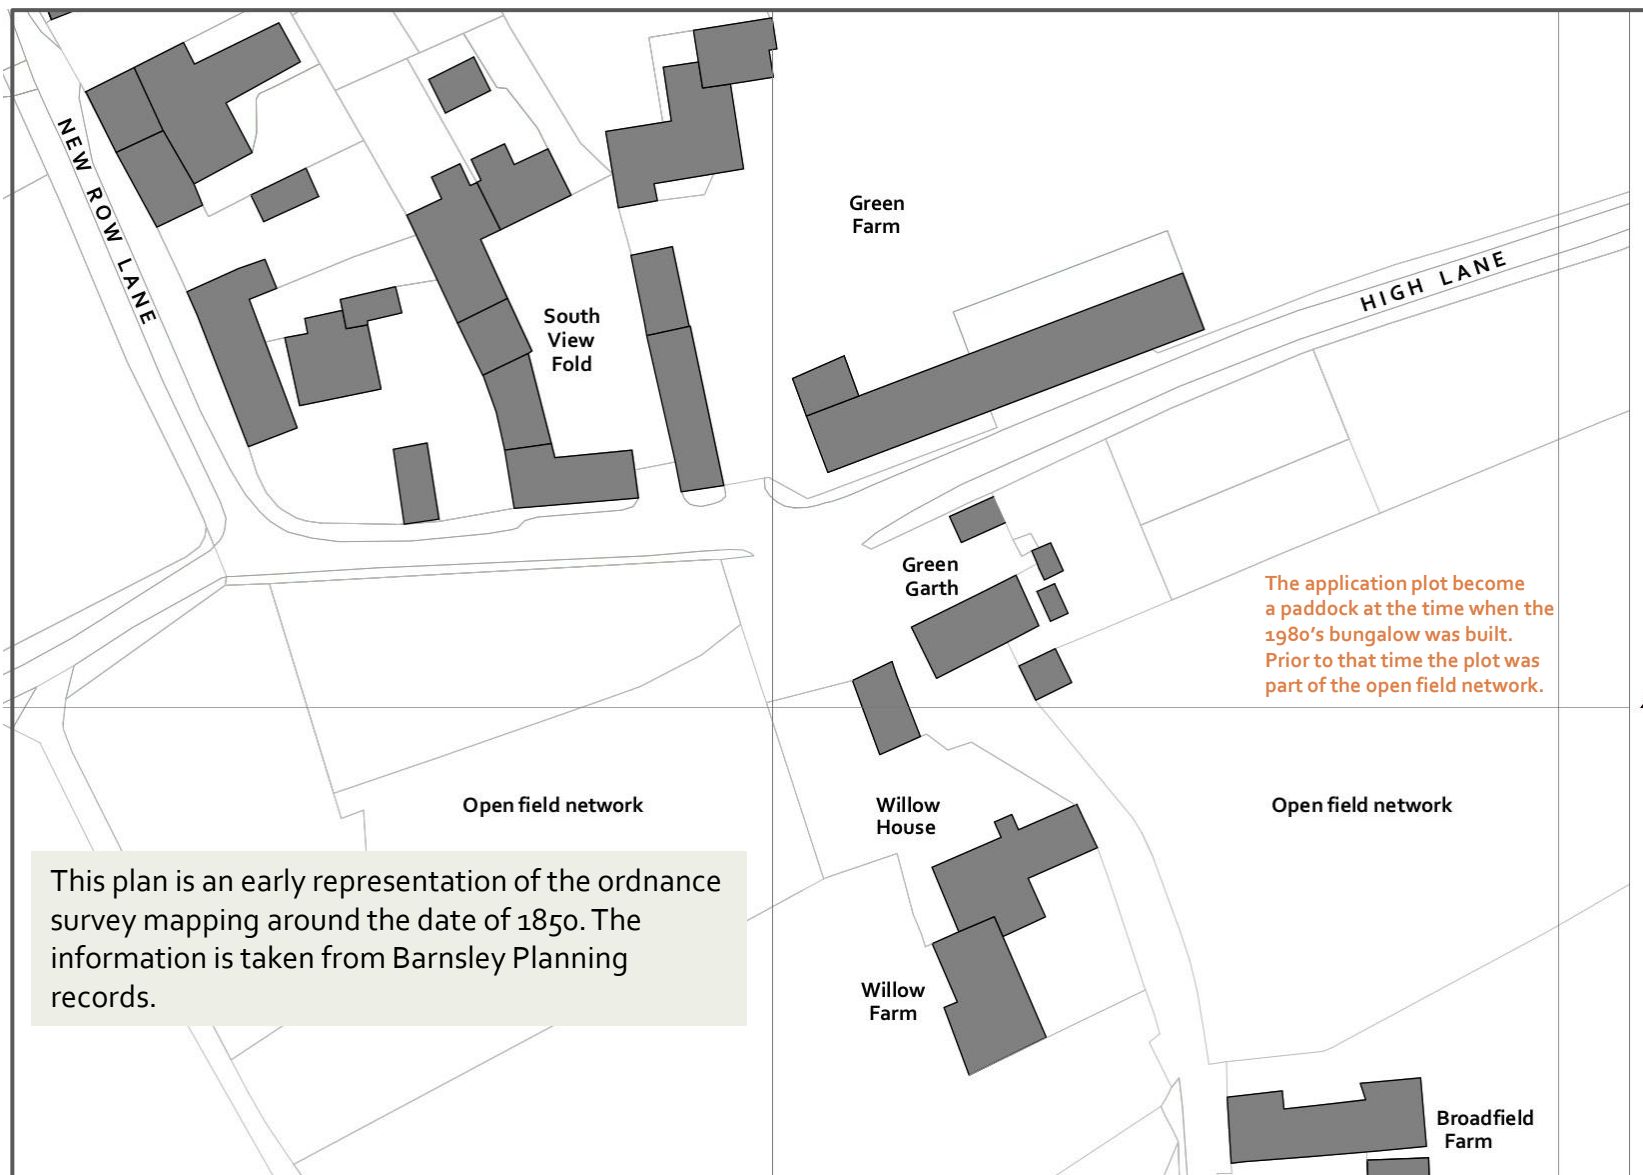 NEW ROW LANE
Green
Farm
HIGH LANE
South
View
Fold
Green
Garth
The application plot become
a paddock at the time when the
1980's bungalow was built.
Prior to that time the plot was
part of the open field network.
Open field network
Willow
House
Open field network
This plan is an early representation of the ordnance
survey mapping around the date of 1850. The
information is taken from Barnsley Planning
records.
Willow
Farm
Broadfield
Farm